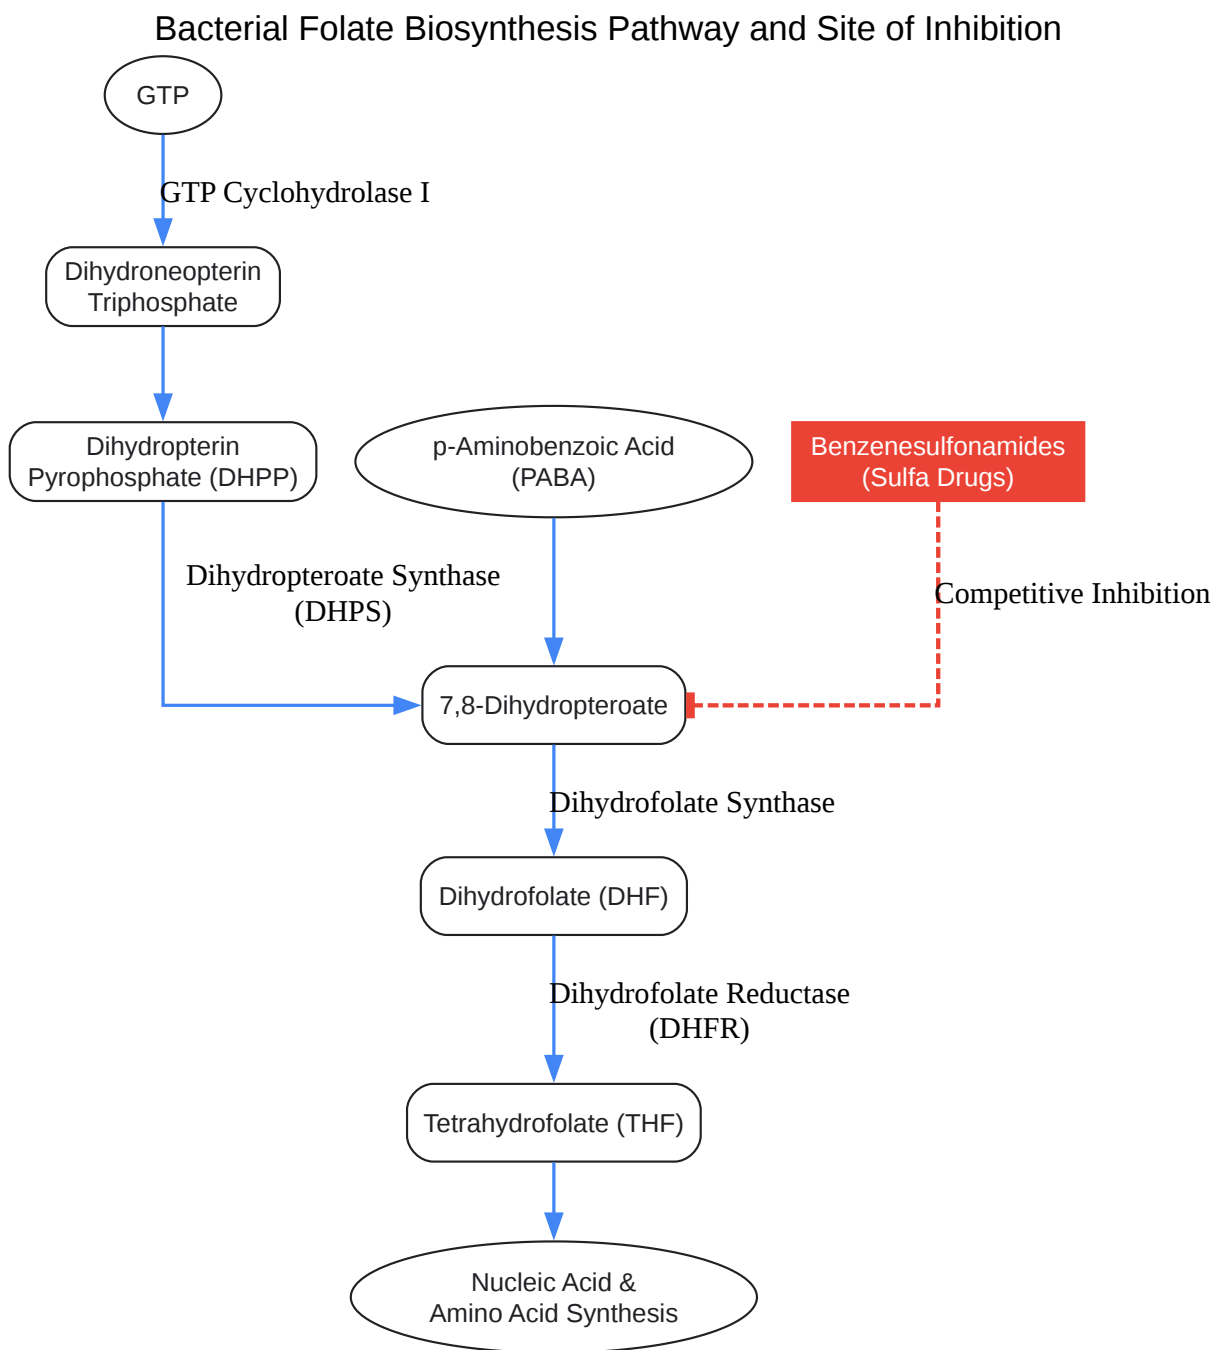 Bacterial Folate Biosynthesis Pathway and Site of Inhibition
GTP
GTP Cyclohydrolase I
Dihydroneopterin
Triphosphate
Dihydropterin
Pyrophosphate (DHPP)
p-Aminobenzoic Acid
(PABA)
Benzenesulfonamides
(Sulfa Drugs)
Dihydropteroate Synthase
(DHPS)
Competitive Inhibition
7,8-Dihydropteroate
Dihydrofolate Synthase
Dihydrofolate (DHF)
Dihydrofolate Reductase
(DHFR)
Tetrahydrofolate (THF)
Nucleic Acid &
Amino Acid Synthesis